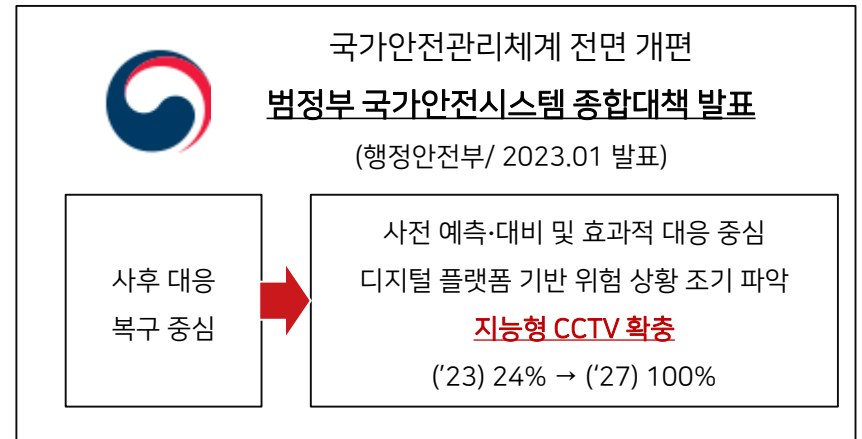 국가안전관리체계 전면 개편
범정부 국가안전시스템 종합대책 발표
(행정안전부/ 2023.01 발표)
사후 대응
복구 중심
사전 예측·대비 및 효과적 대응 중심
디지털 플랫폼 기반 위험 상황 조기 파악
지능형 CCTV 확충
(’23) 24% → (‘27) 100%